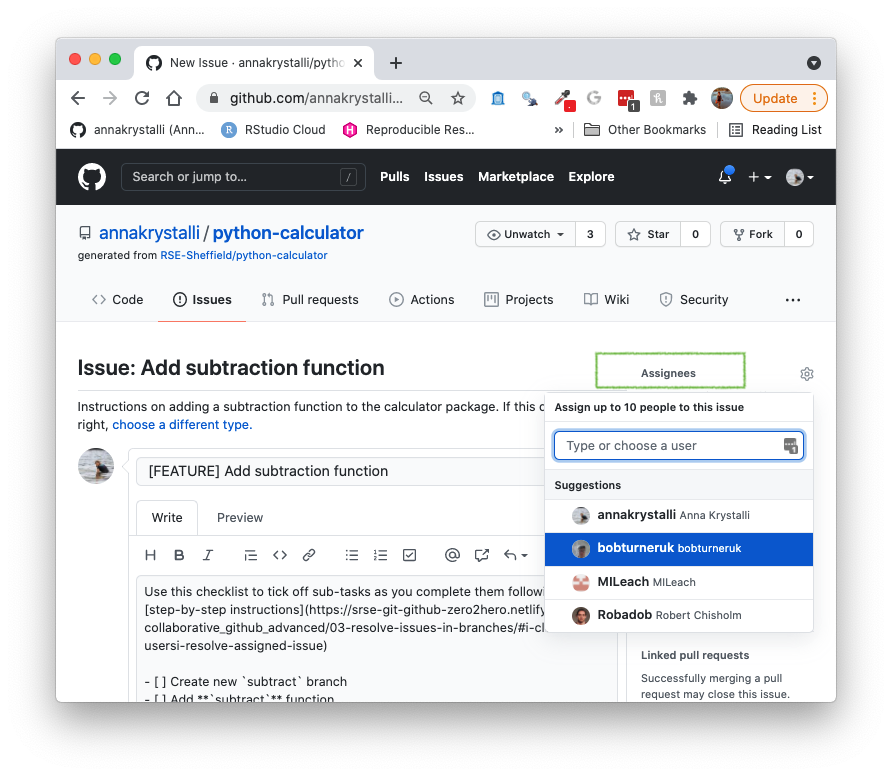 New Issue · annakrystalli/pytho
github.com/annakrystalli...
1
Update
annakrystalli (Ann...
R
RStudio Cloud
H
Reproducible Res...
»
Other Bookmarks
Reading List
Search or jump to...
/
Pulls
Issues
Marketplace
Explore
annakrystalli / python-calculator
generated from RSE-Sheffield/python-calculator
Unwatch
3
Star
0
Fork
0
Code
Issues
Pull requests
Actions
Projects
Wiki
Security
Issue: Add subtraction function
Assignees
Instructions on adding a subtraction function to the calculator package. If this
right, choose a different type.
Assign up to 10 people to this issue
Type or choose a user
1
[FEATURE] Add subtraction function
Suggestions
annakrystalli Anna Krystalli
Write
Preview
bobturneruk bobturneruk
MILeach MILeach
Robadob Robert Chisholm
Use this checklist to tick off sub-tasks as you complete them followi
[step-by-step instructions](https://srse-git-github-zero2hero.netlify
collaborative_github_advanced/03-resolve-issues-in-branches/#i-cl
usersi-resolve-assigned-issue)
- [ ] Create new `subtract` branch
- [ ] Add **`subtract`** function
Linked pull requests
Successfully merging a pull
request may close this issue.